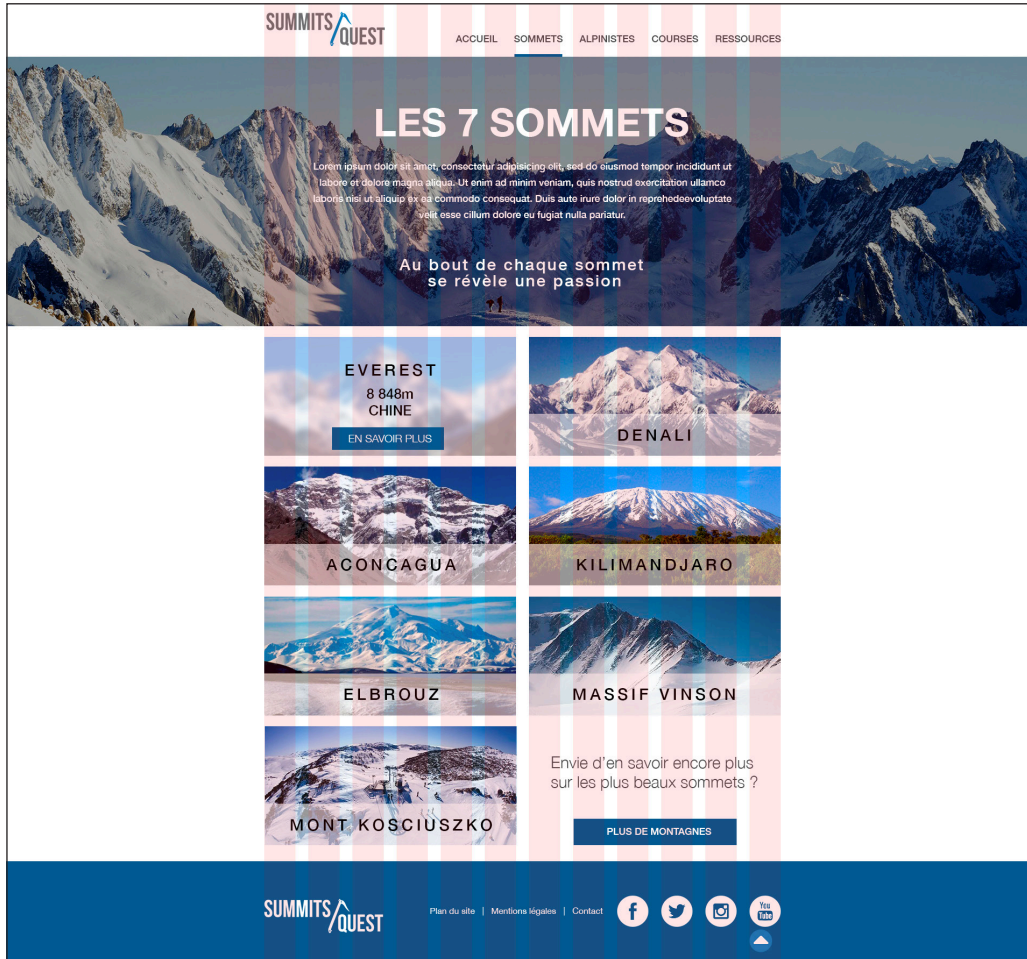 SUMMITS QUEST
ACCUEIL SOMMETS ALPINISTES COURSES RESSOURCES
LES 7 SOMMETS
Lorem ipsum dolor sit amet, consectetur adipisicing elit, sed do eiusmod tempor incididunt ut
labore et dolore magna aliqua. Ut enim ad minim veniam, quis nostrud exercitation ullamco
laboris nisi ut aliquip ex ea commodo consequat. Duis aute irure dolor in reprehedeevoluptate
velit esse cillum dolore eu fugiat nulla pariatur.
Au bout de chaque sommet
se révèle une passion
EVEREST
8 848m
CHINE
EN SAVOIR PLUS
DENALI
ACONCAGUA
KILIMANDJARO
ELBROUZ
MASSIF VINSON
MONT KOSCIUSZKO
Envie d'en savoir encore plus
sur les plus beaux sommets ?
PLUS DE MONTAGNES
SUMMITS QUEST
Plan du site | Mentions légales | Contact
You
Tube